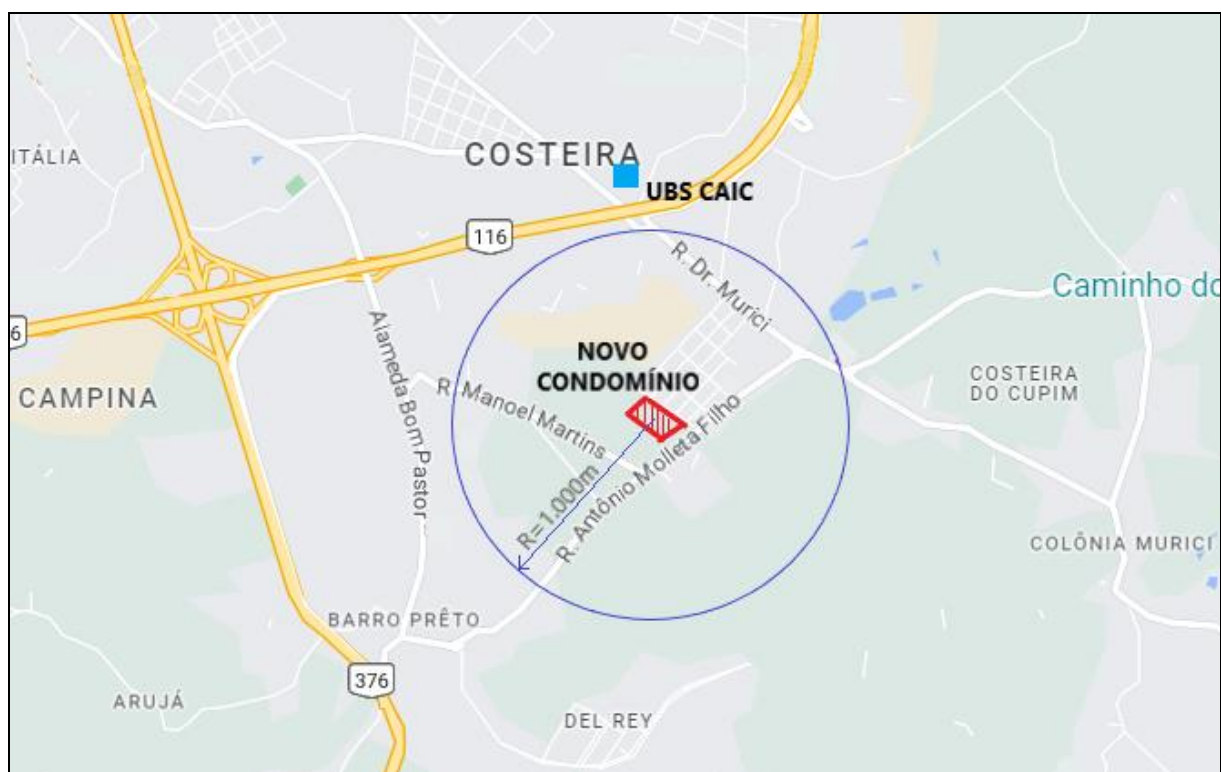 COSTEIRA
ITÁLIA
UBS CAIC
116
R. Dr. Murici
Caminho do
6
Alameda Bom Pastor
NOVO
CONDOMÍNIO
CAMPINA
R. Manoel Martins
COSTEIRA
DO CUPIM
R. Antônio Molleta Filho
R=1.000m
COLÔNIA MURICI
BARRO PRÊTO
376
ARUJÁ
DEL REY